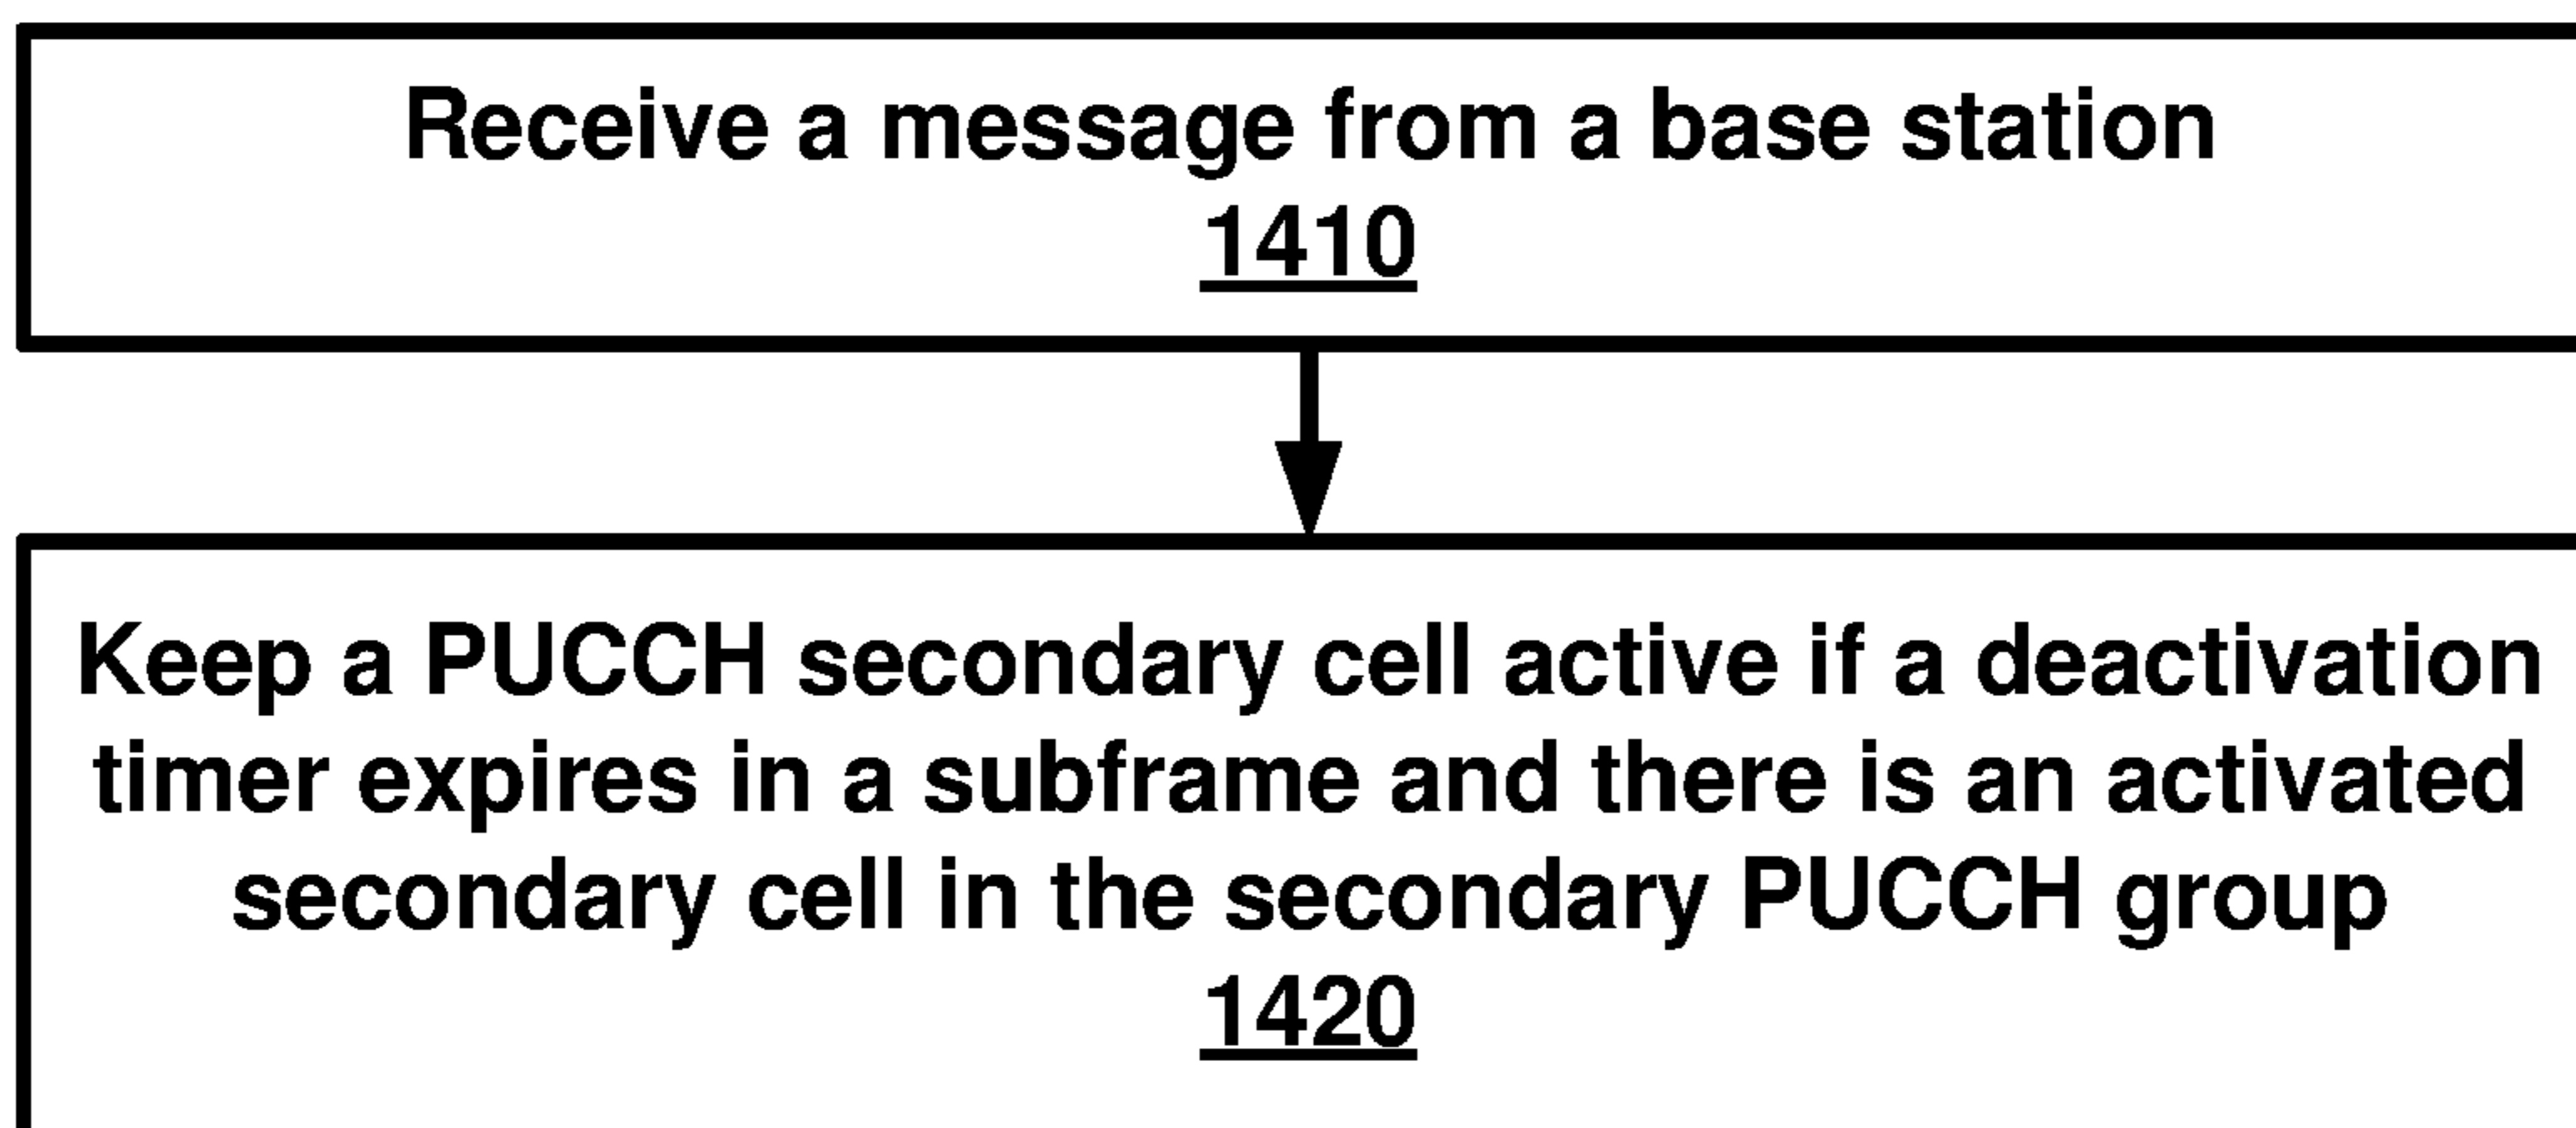 Receive a message from a base station
1410
Keep a PUCCH secondary cell active if a deactivation
timer expires in a subframe and there is an activated
secondary cell in the secondary PUCCH group
1420